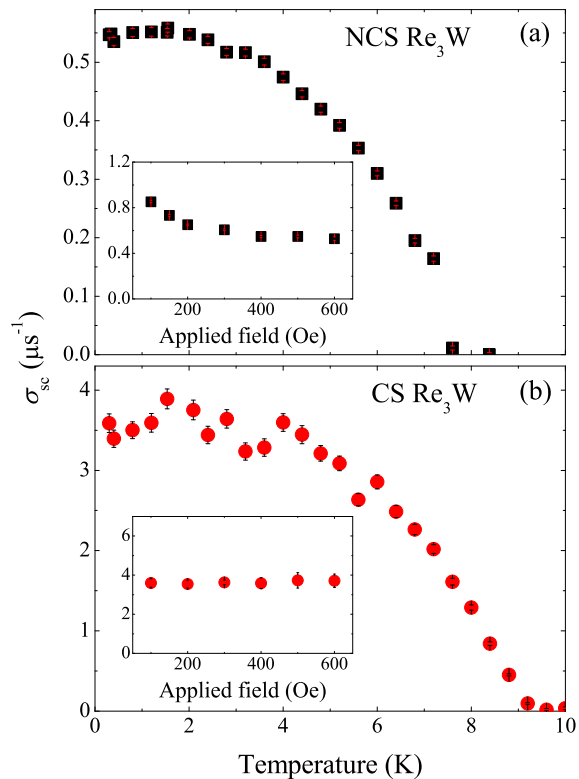 NCS Re₃W (a)
0.5
0.4
0.3
0.2
0.1
0.0
1.2
0.8
0.4
0.0
200 400 600
Applied field (Oe)
σsc (μs⁻¹)
CS Re₃W (b)
4
3
2
1
0
6
4
2
0
200 400 600
Applied field (Oe)
0 2 4 6 8 10
Temperature (K)